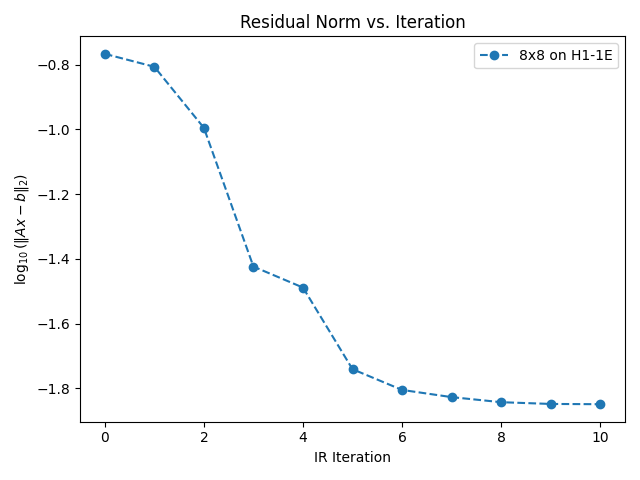 Residual Norm vs. Iteration
8x8 on H1-1E
−0.8
−1.0
−1.2
−1.4
−1.6
−1.8
log₁₀(‖Ax − b‖₂)
0 2 4 6 8 10
IR Iteration